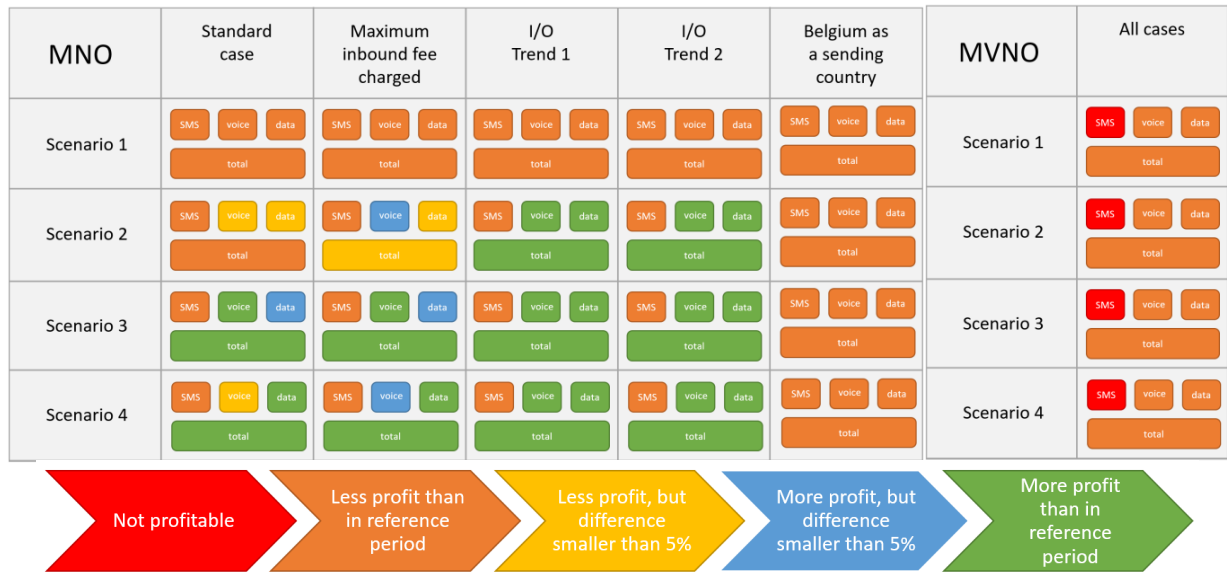 MNO
Standard
case
Maximum
inbound fee
charged
I/O
Trend 1
I/O
Trend 2
Belgium as
a sending
country
MVNO
All cases
Scenario 1
SMS voice data
total
SMS voice data
total
SMS voice data
total
SMS voice data
total
SMS voice data
total
Scenario 1
SMS voice data
total
Scenario 2
SMS voice data
total
SMS voice data
total
SMS voice data
total
SMS voice data
total
SMS voice data
total
Scenario 2
SMS voice data
total
Scenario 3
SMS voice data
total
SMS voice data
total
SMS voice data
total
SMS voice data
total
SMS voice data
total
Scenario 3
SMS voice data
total
Scenario 4
SMS voice data
total
SMS voice data
total
SMS voice data
total
SMS voice data
total
SMS voice data
total
Scenario 4
SMS voice data
total
Not profitable
Less profit than
in reference
period
Less profit, but
difference
smaller than 5%
More profit, but
difference
smaller than 5%
More profit
than in
reference
period